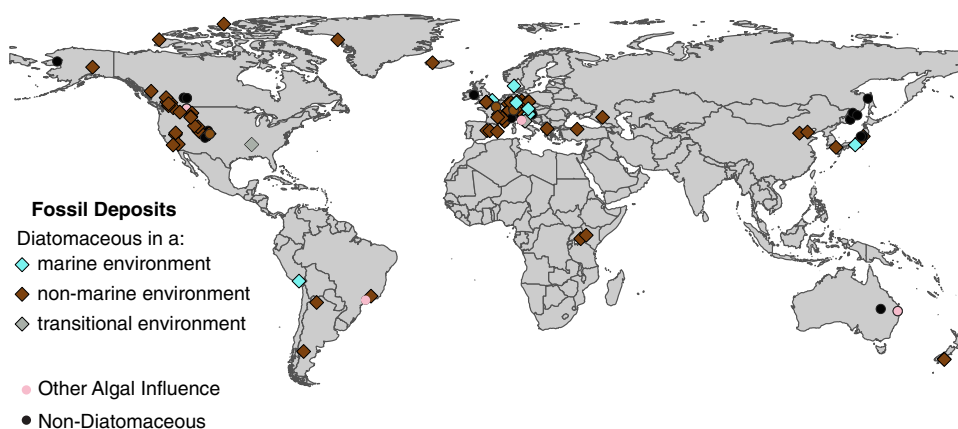 Fossil Deposits
Diatomaceous in a:
marine environment
non-marine environment
transitional environment
Other Algal Influence
Non-Diatomaceous